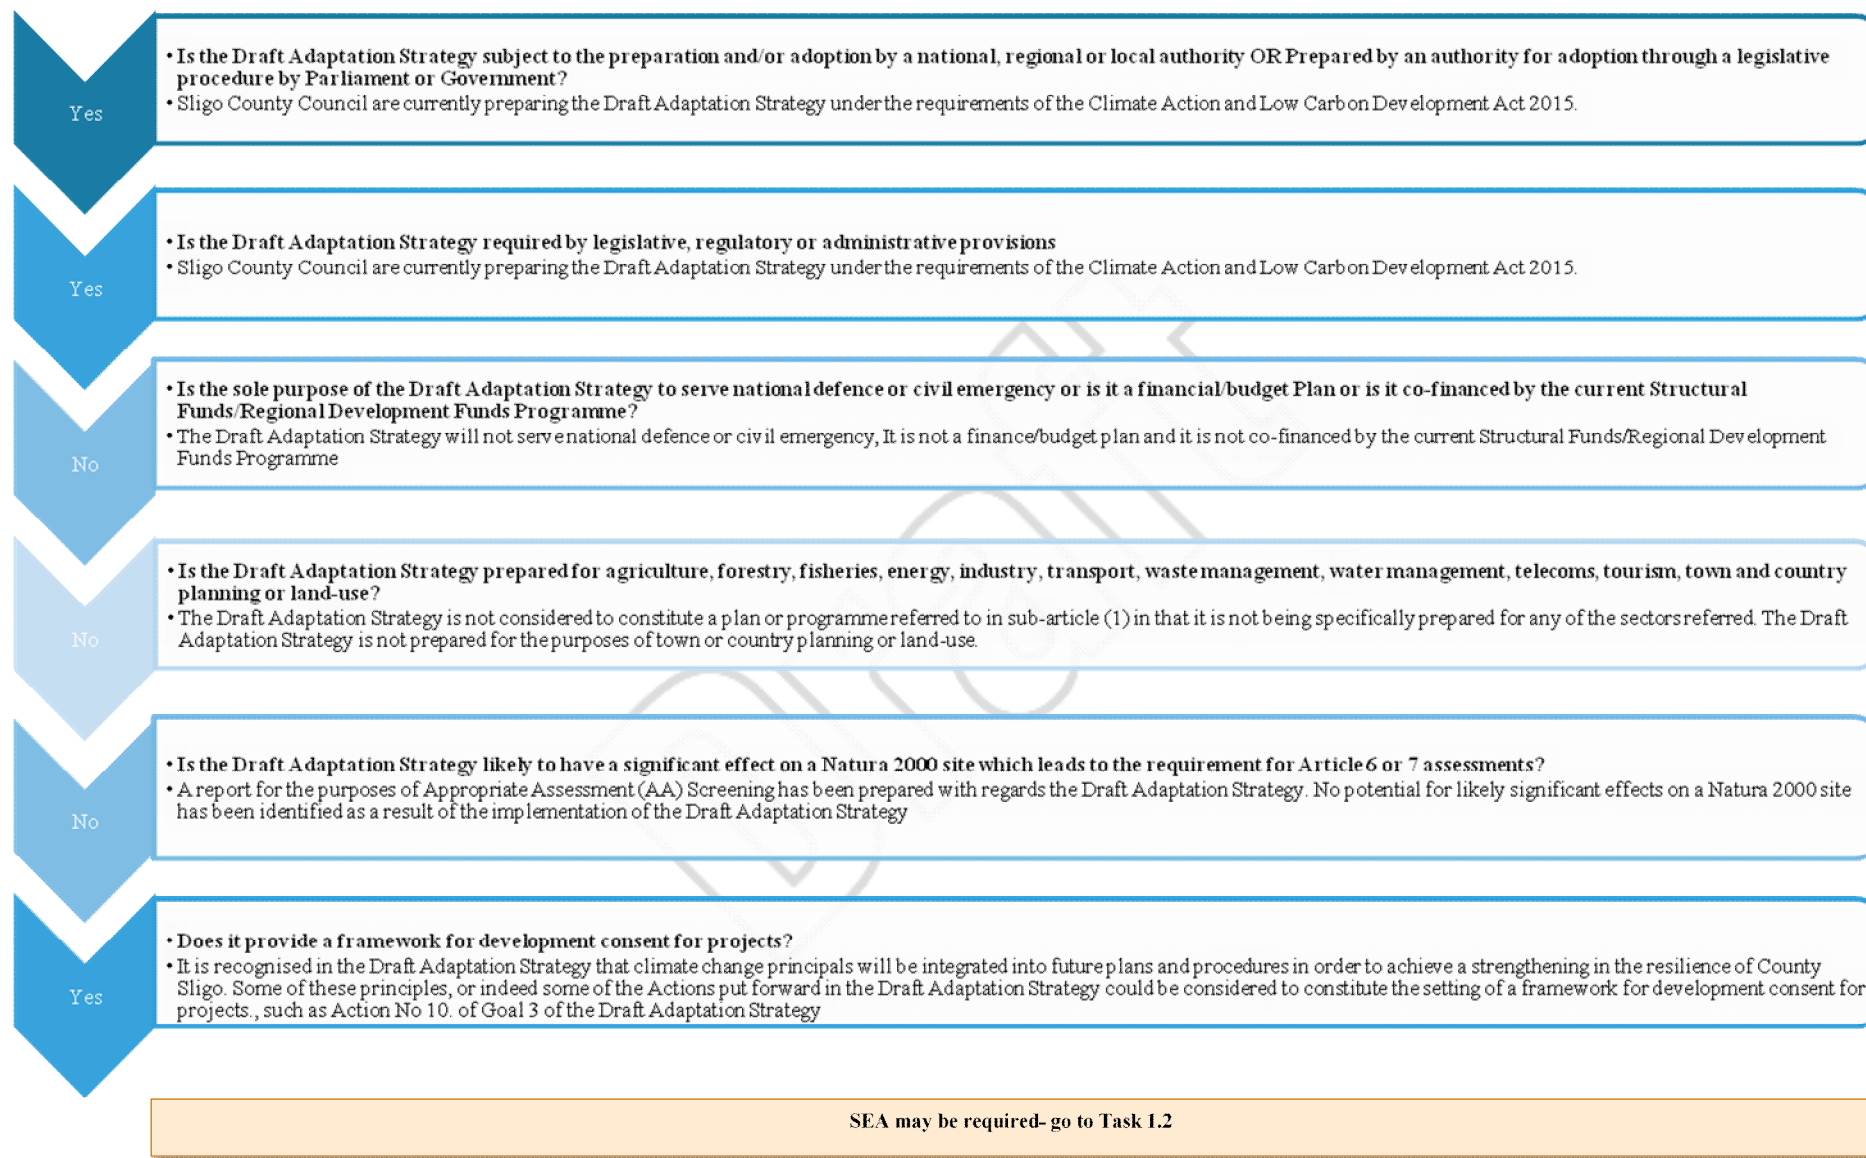 Yes
• Is the Draft Adaptation Strategy subject to the preparation and/or adoption by a national, regional or local authority OR Prepared by an authority for adoption through a legislative
procedure by Parliament or Government?
• Sligo County Council are currently preparing the Draft Adaptation Strategy under the requirements of the Climate Action and Low Carbon Development Act 2015.
Yes
• Is the Draft Adaptation Strategy required by legislative, regulatory or administrative provisions
• Sligo County Council are currently preparing the Draft Adaptation Strategy under the requirements of the Climate Action and Low Carbon Development Act 2015.
No
• Is the sole purpose of the Draft Adaptation Strategy to serve national defence or civil emergency or is it a financial/budget Plan or is it co-financed by the current Structural
Funds/Regional Development Funds Programme?
• The Draft Adaptation Strategy will not serve national defence or civil emergency, It is not a finance/budget plan and it is not co-financed by the current Structural Funds/Regional Development
Funds Programme
No
• Is the Draft Adaptation Strategy prepared for agriculture, forestry, fisheries, energy, industry, transport, waste management, water management, telecoms, tourism, town and country
planning or land-use?
• The Draft Adaptation Strategy is not considered to constitute a plan or programme referred to in sub-article (1) in that it is not being specifically prepared for any of the sectors referred. The Draft
Adaptation Strategy is not prepared for the purposes of town or country planning or land-use.
No
• Is the Draft Adaptation Strategy likely to have a significant effect on a Natura 2000 site which leads to the requirement for Article 6 or 7 assessments?
• A report for the purposes of Appropriate Assessment (AA) Screening has been prepared with regards the Draft Adaptation Strategy. No potential for likely significant effects on a Natura 2000 site
has been identified as a result of the implementation of the Draft Adaptation Strategy
Yes
• Does it provide a framework for development consent for projects?
• It is recognised in the Draft Adaptation Strategy that climate change principals will be integrated into future plans and procedures in order to achieve a strengthening in the resilience of County
Sligo. Some of these principles, or indeed some of the Actions put forward in the Draft Adaptation Strategy could be considered to constitute the setting of a framework for development consent for
projects., such as Action No 10. of Goal 3 of the Draft Adaptation Strategy
SEA may be required- go to Task 1.2
Draft